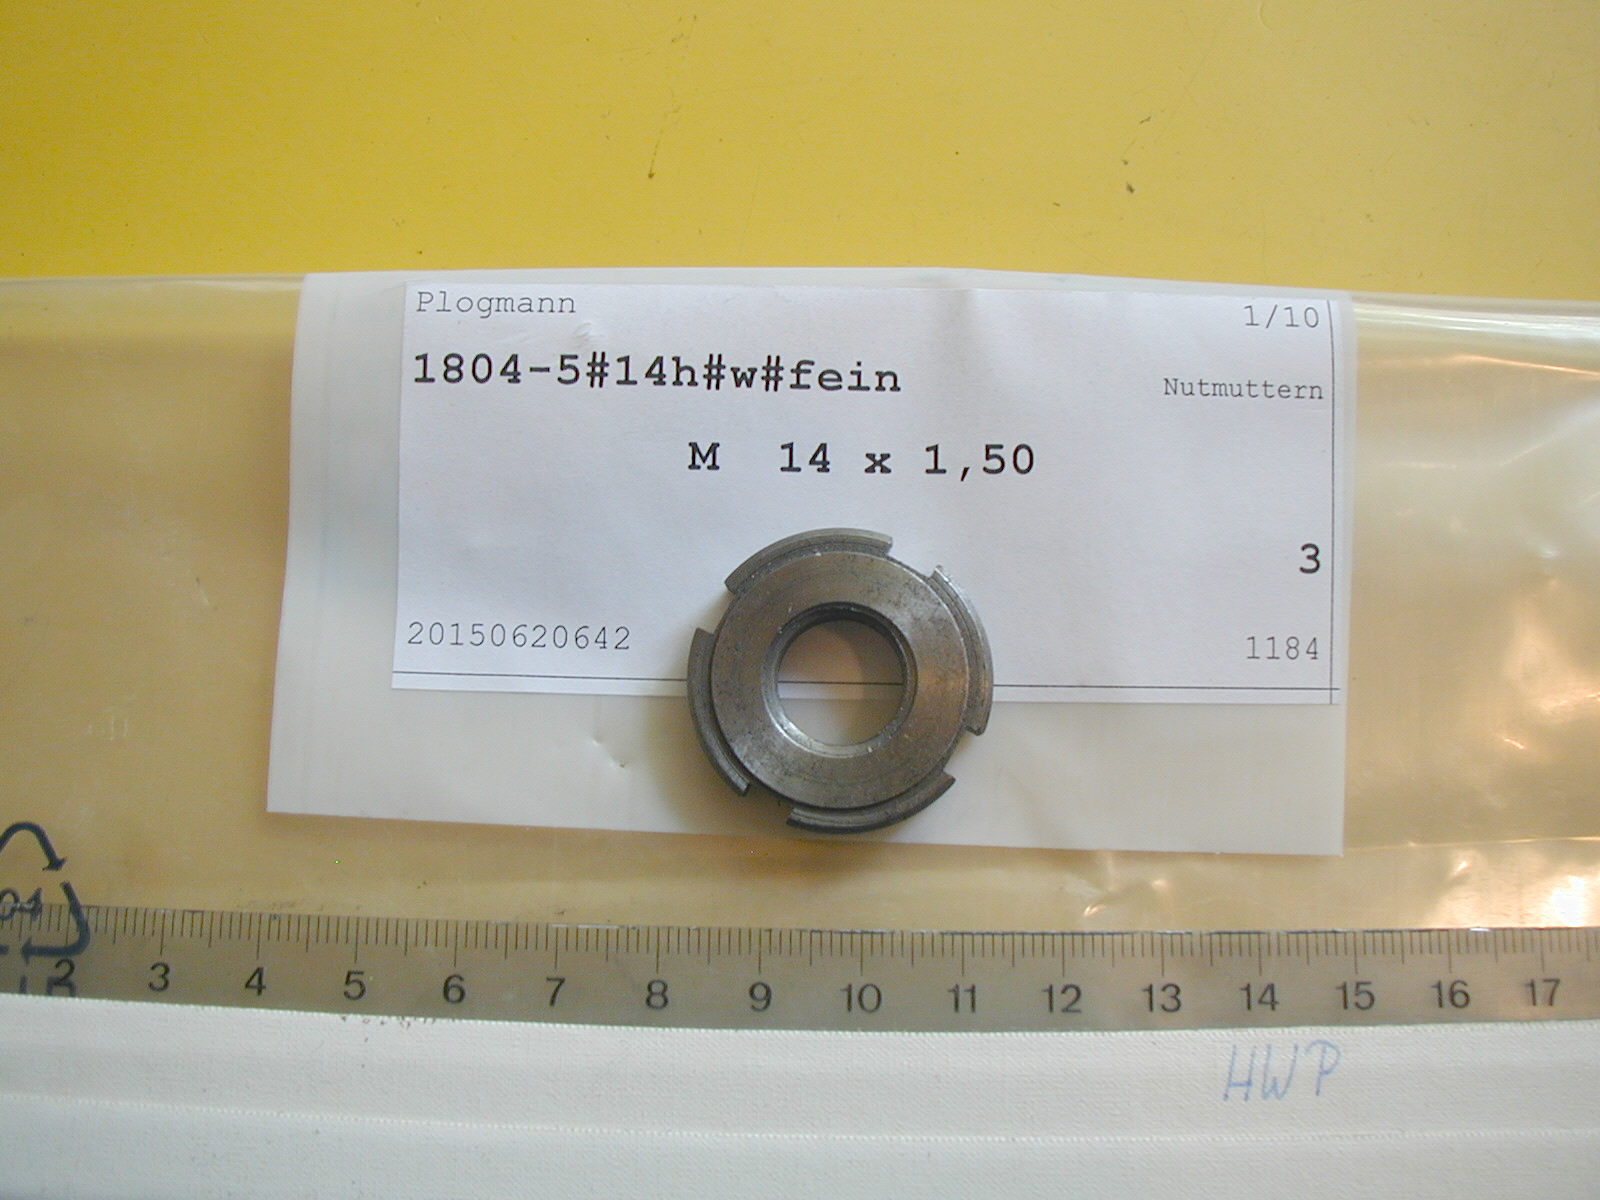 Plogmann 1/10
1804-5#14h#w#fein Nutmuttern
M 14 x 1,50
3
20150620642 1184
2 3 4 5 6 7 8 9 10 11 12 13 14 15 16 17
HWP